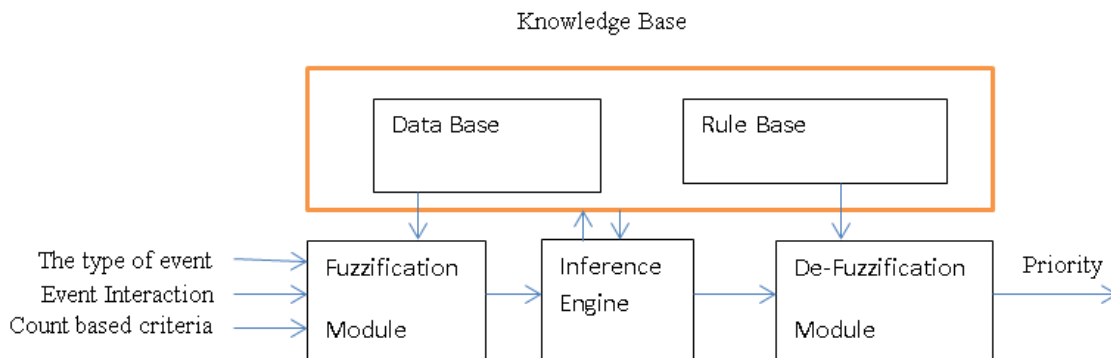 Knowledge Base
Data Base
Rule Base
The type of event
Event Interaction
Count based criteria
Fuzzification
Module
Inference
Engine
De-Fuzzification
Module
Priority